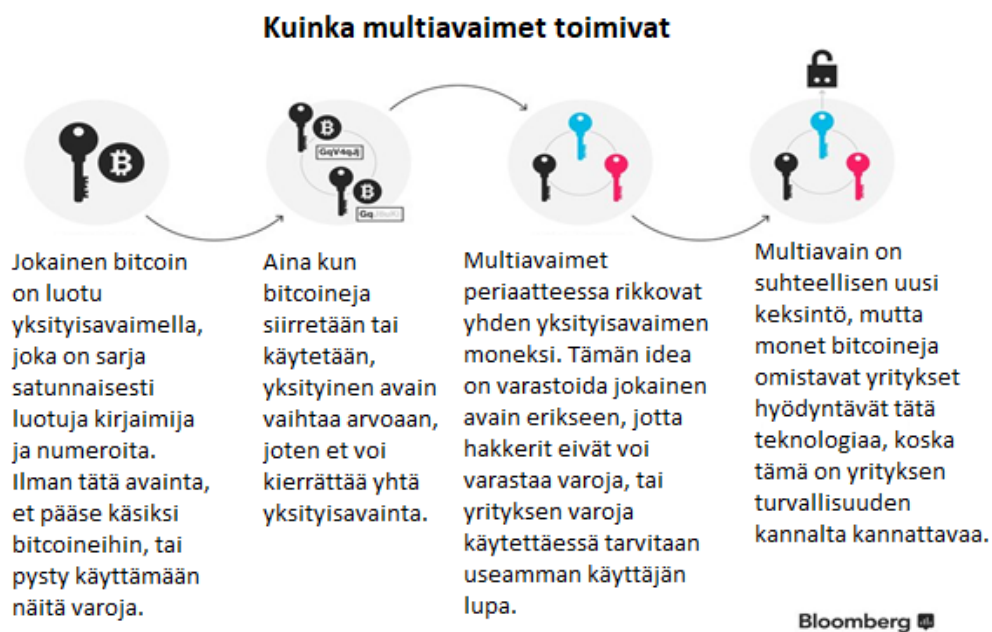 Kuinka multiavaimet toimivat
GqV4qJj
Jokainen bitcoin
on luotu
yksityisavaimella,
joka on sarja
satunnaisesti
luotuja kirjaimija
ja numeroita.
Ilman tätä avainta,
et pääse käsiksi
bitcoineihin, tai
pysty käyttämään
näitä varoja.
Aina kun
bitcoineja
siirretään tai
käytetään,
yksityinen avain
vaihtaa arvoaan,
joten et voi
kierrättää yhtä
yksityisavainta.
Multiavaimet
periaatteessa rikkovat
yhden yksityisavaimen
moneksi. Tämän idea
on varastoida jokainen
avain erikseen, jotta
hakkerit eivät voi
varastaa varoja, tai
yrityksen varoja
käytettäessä tarvitaan
useamman käyttäjän
lupa.
Multiavain on
suhteellisen uusi
keksintö, mutta
monet bitcoineja
omistavat yritykset
hyödyntävät tätä
teknologiaa, koska
tämä on yrityksen
turvallisuuden
kannalta kannattavaa.
Bloomberg